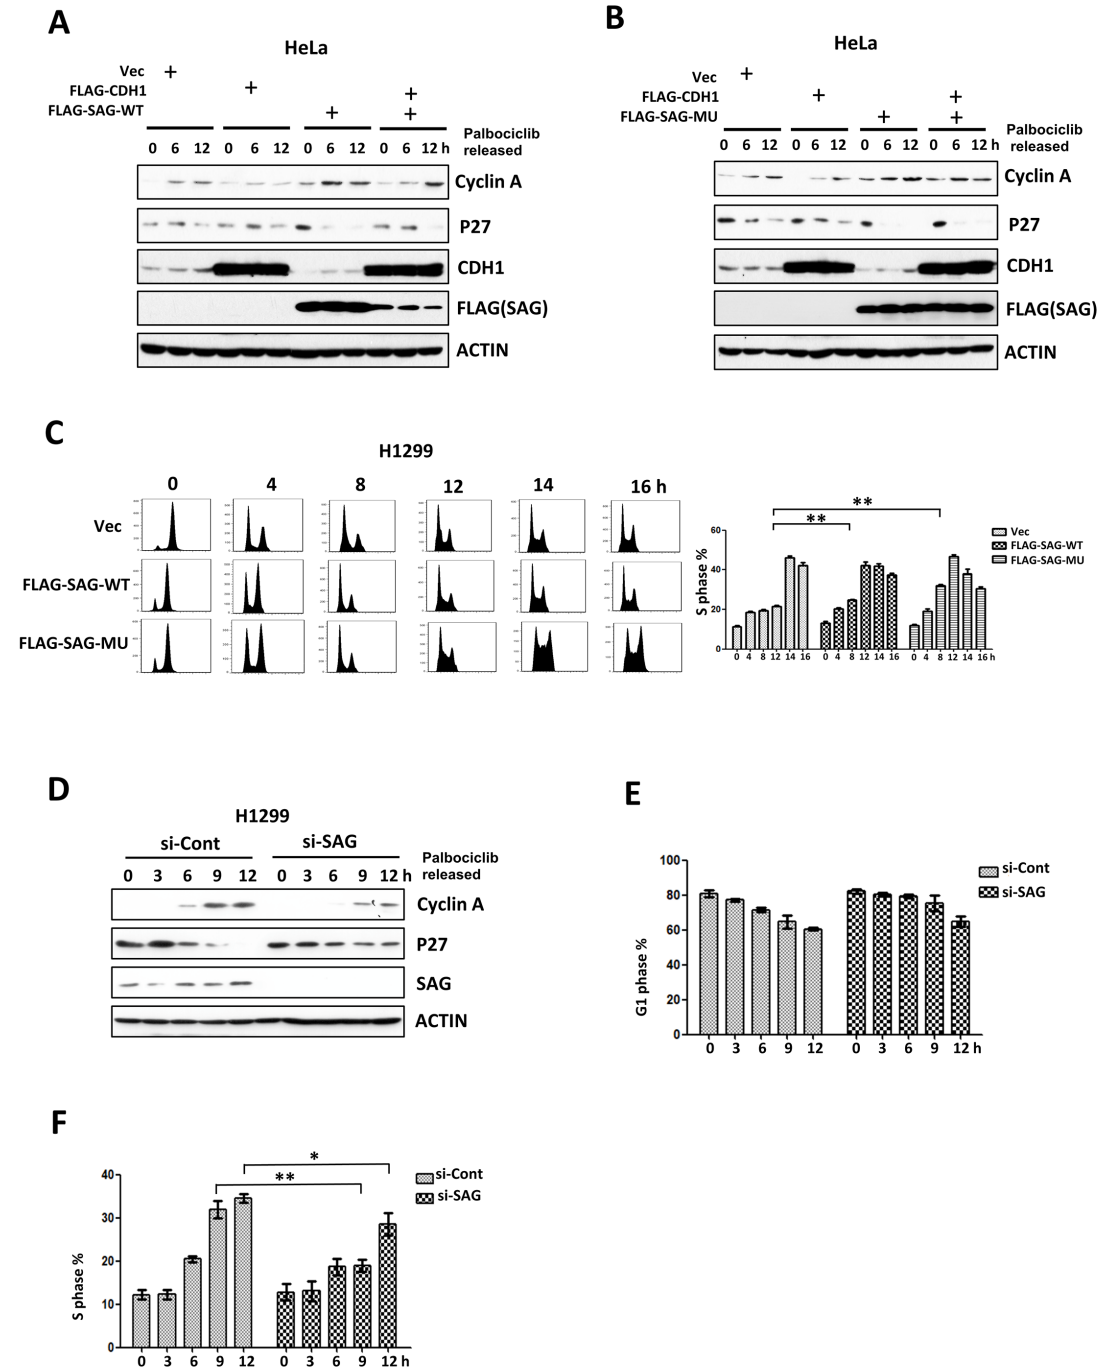 A
HeLa
Vec +
FLAG-CDH1 + +
FLAG-SAG-WT + +
Palbociclib
released
0 6 12 0 6 12 0 6 12 0 6 12 h
Cyclin A
P27
CDH1
FLAG(SAG)
ACTIN
B
HeLa
Vec +
FLAG-CDH1 + +
FLAG-SAG-MU + +
Palbociclib
released
0 6 12 0 6 12 0 6 12 0 6 12 h
Cyclin A
P27
CDH1
FLAG(SAG)
ACTIN
C
H1299
0 4 8 12 14 16 h
Vec
FLAG-SAG-WT
FLAG-SAG-MU
**
**
S phase %
60
40
20
0
0 4 8 12 14 16 0 4 8 12 14 16 0 4 8 12 14 16 h
Vec
FLAG-SAG-WT
FLAG-SAG-MU
D
H1299
si-Cont si-SAG
Palbociclib
released
0 3 6 9 12 0 3 6 9 12 h
Cyclin A
P27
SAG
ACTIN
E
G1 phase %
100
80
60
40
20
0
0 3 6 9 12 0 3 6 9 12 h
si-Cont
si-SAG
F
S phase %
40
30
20
10
0
*
**
0 3 6 9 12 0 3 6 9 12 h
si-Cont
si-SAG